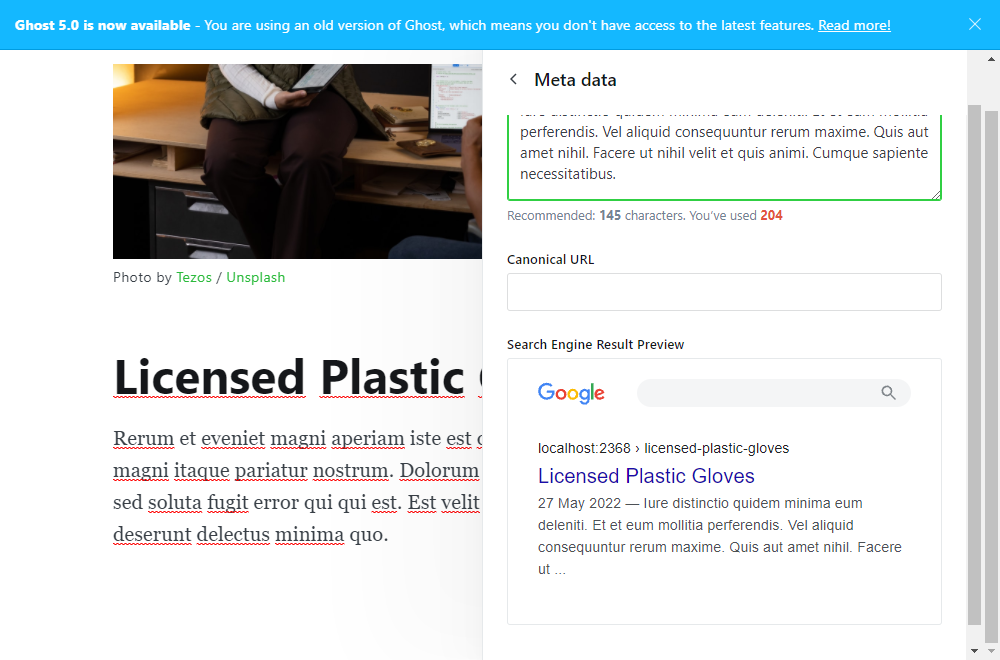 Ghost 5.0 is now available - You are using an old version of Ghost, which means you don't have access to the latest features. Read more!
Photo by Tezos / Unsplash
Licensed Plastic
Rerum et eveniet magni aperiam iste est
magni itaque pariatur nostrum. Dolorum
sed soluta fugit error qui qui est. Est velit
deserunt delectus minima quo.
Meta data
perferendis. Vel aliquid consequuntur rerum maxime. Quis aut
amet nihil. Facere ut nihil velit et quis animi. Cumque sapiente
necessitatibus.
Recommended: 145 characters. You've used 204
Canonical URL
Search Engine Result Preview
Google
localhost:2368 › licensed-plastic-gloves
Licensed Plastic Gloves
27 May 2022 — Iure distinctio quidem minima eum
deleniti. Et et eum mollitia perferendis. Vel aliquid
consequuntur rerum maxime. Quis aut amet nihil. Facere
ut ...